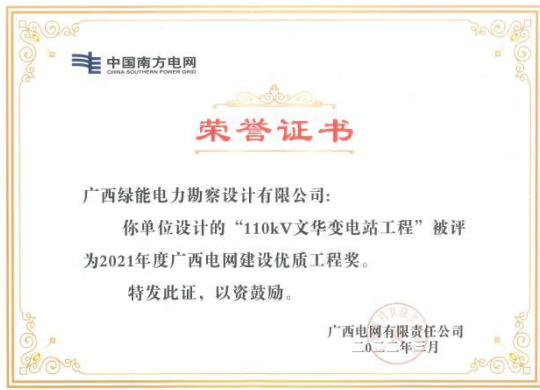 中国南方电网
CHINA SOUTHERN POWER GRID
荣誉证书
广西绿能电力勘察设计有限公司:
你单位设计的“110kV文华变电站工程”被评
为2021年度广西电网建设优质工程奖。
特发此证，以资鼓励。
广西电网有限责任公司
二〇二二年三月